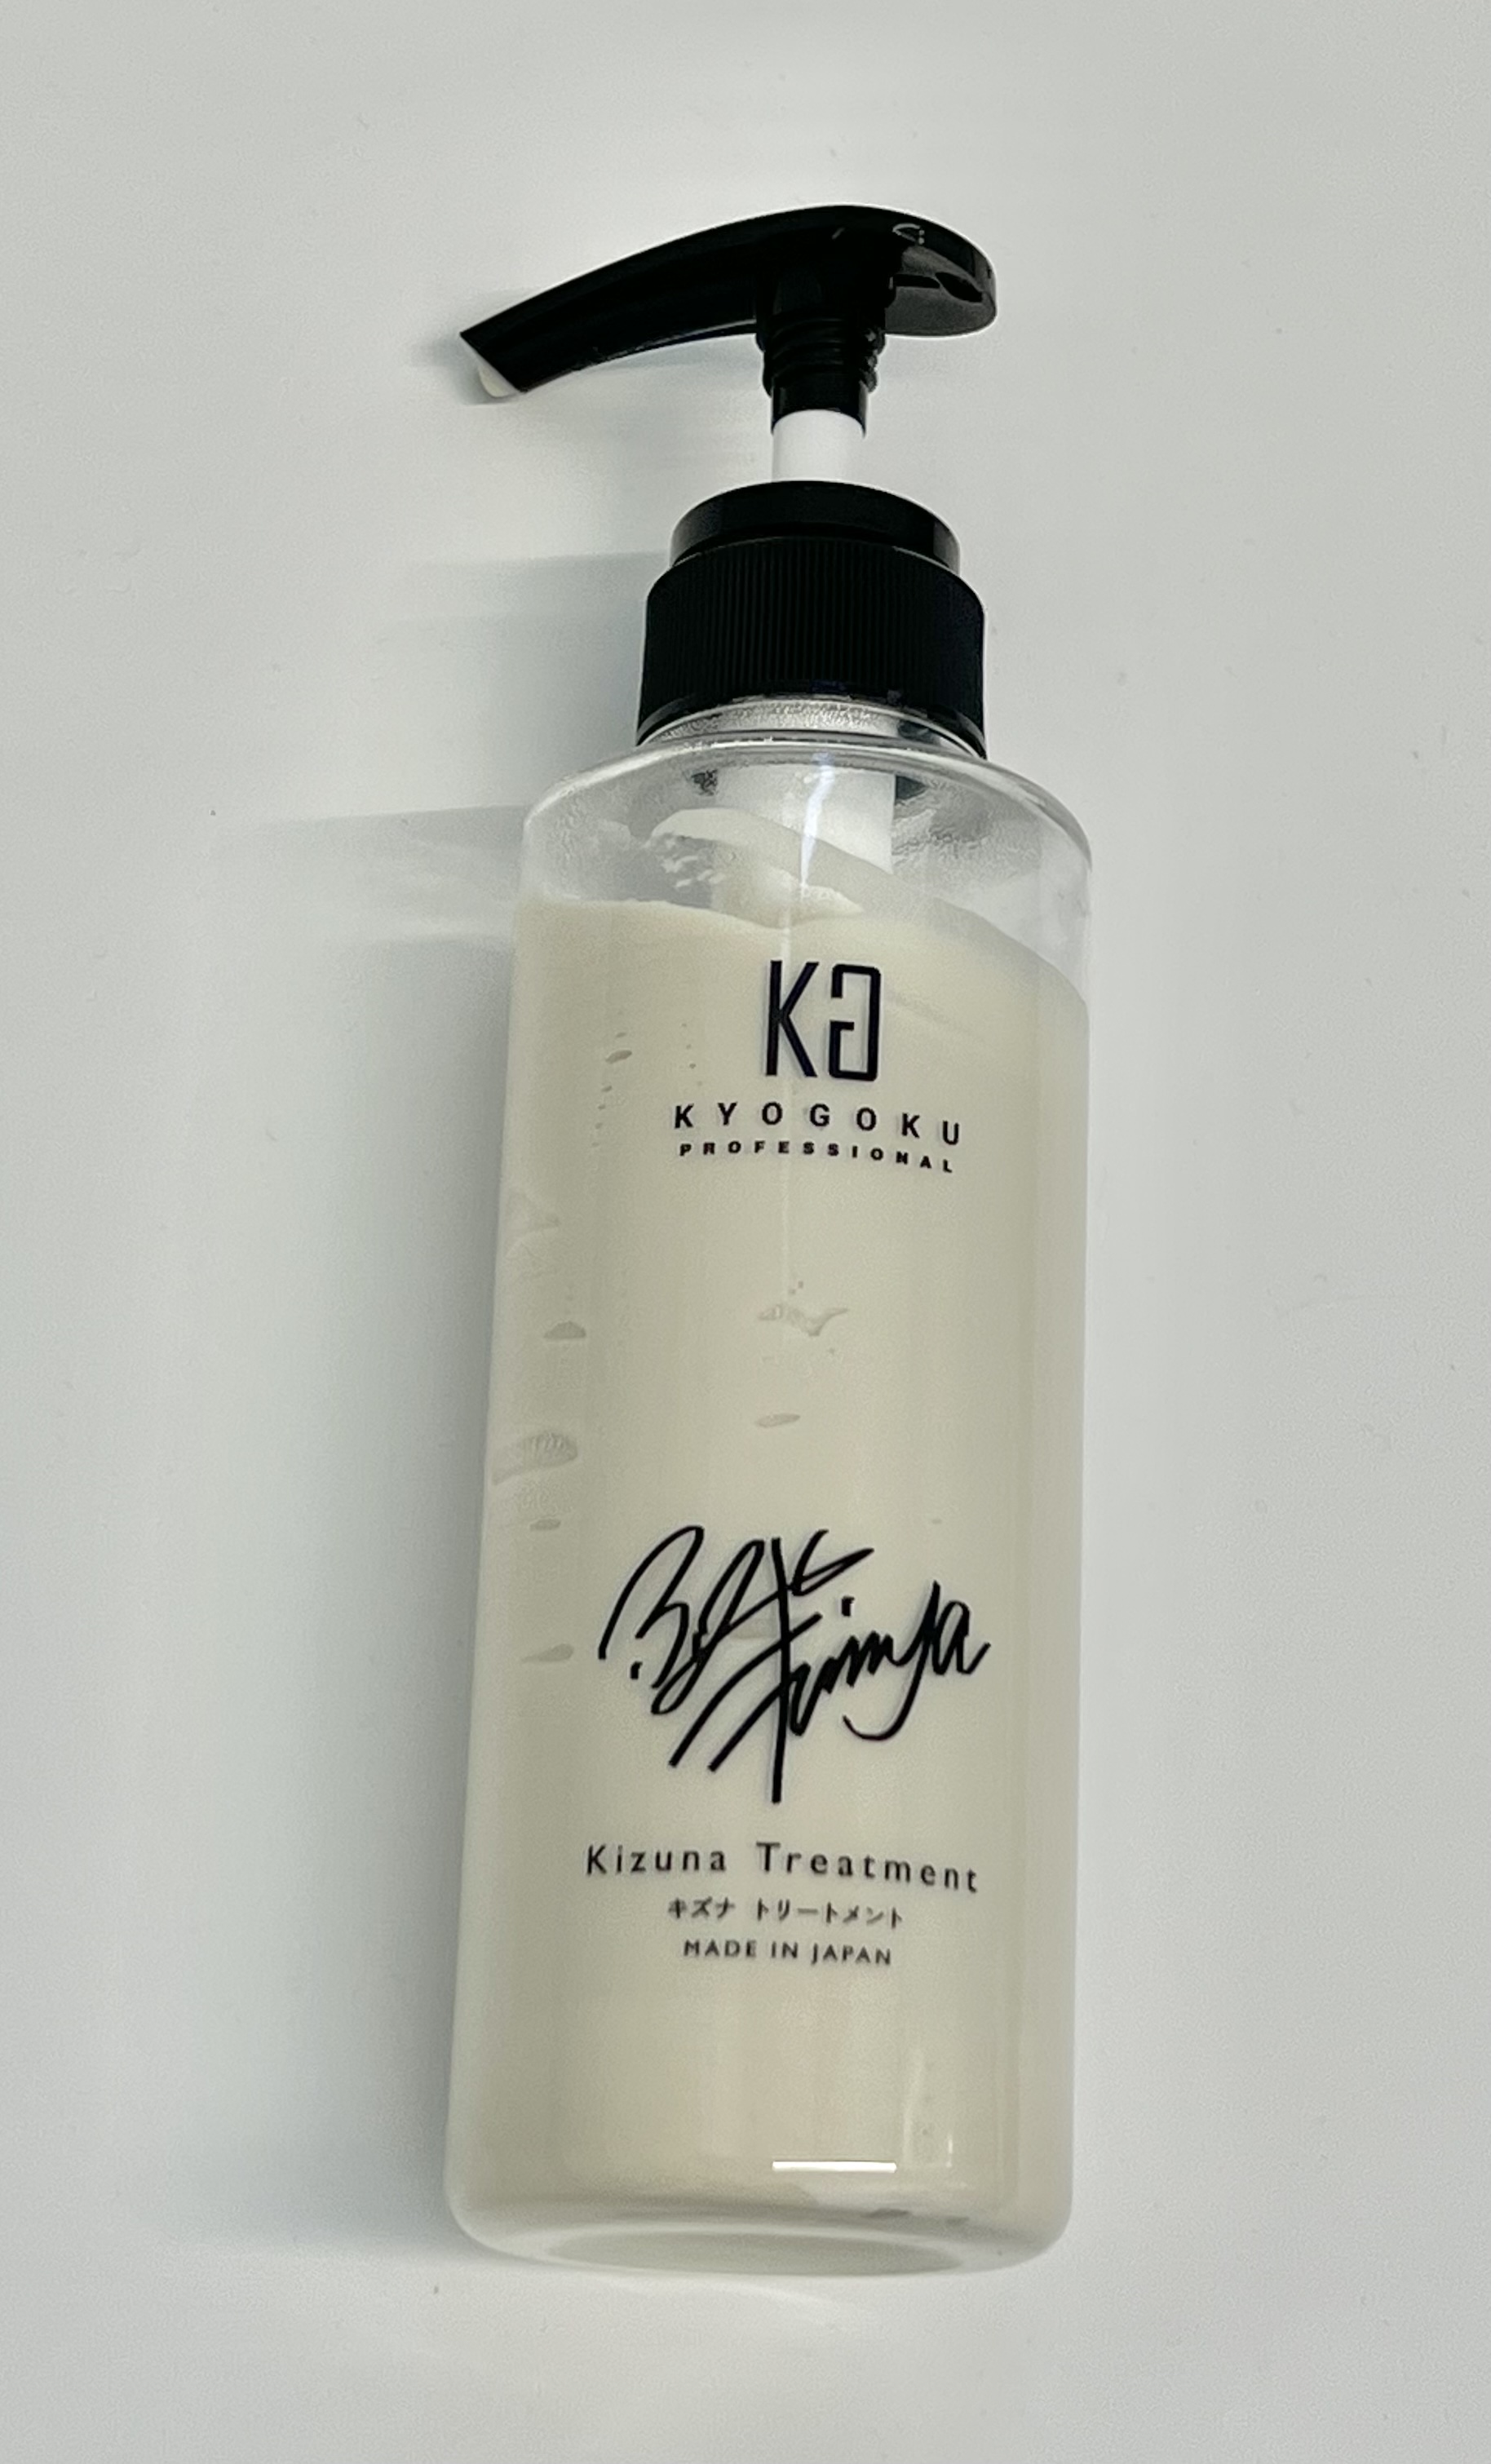 KG
KYOGOKU
PROFESSIONAL
Kizuna Treatment
キズナ トリートメント
MADE IN JAPAN